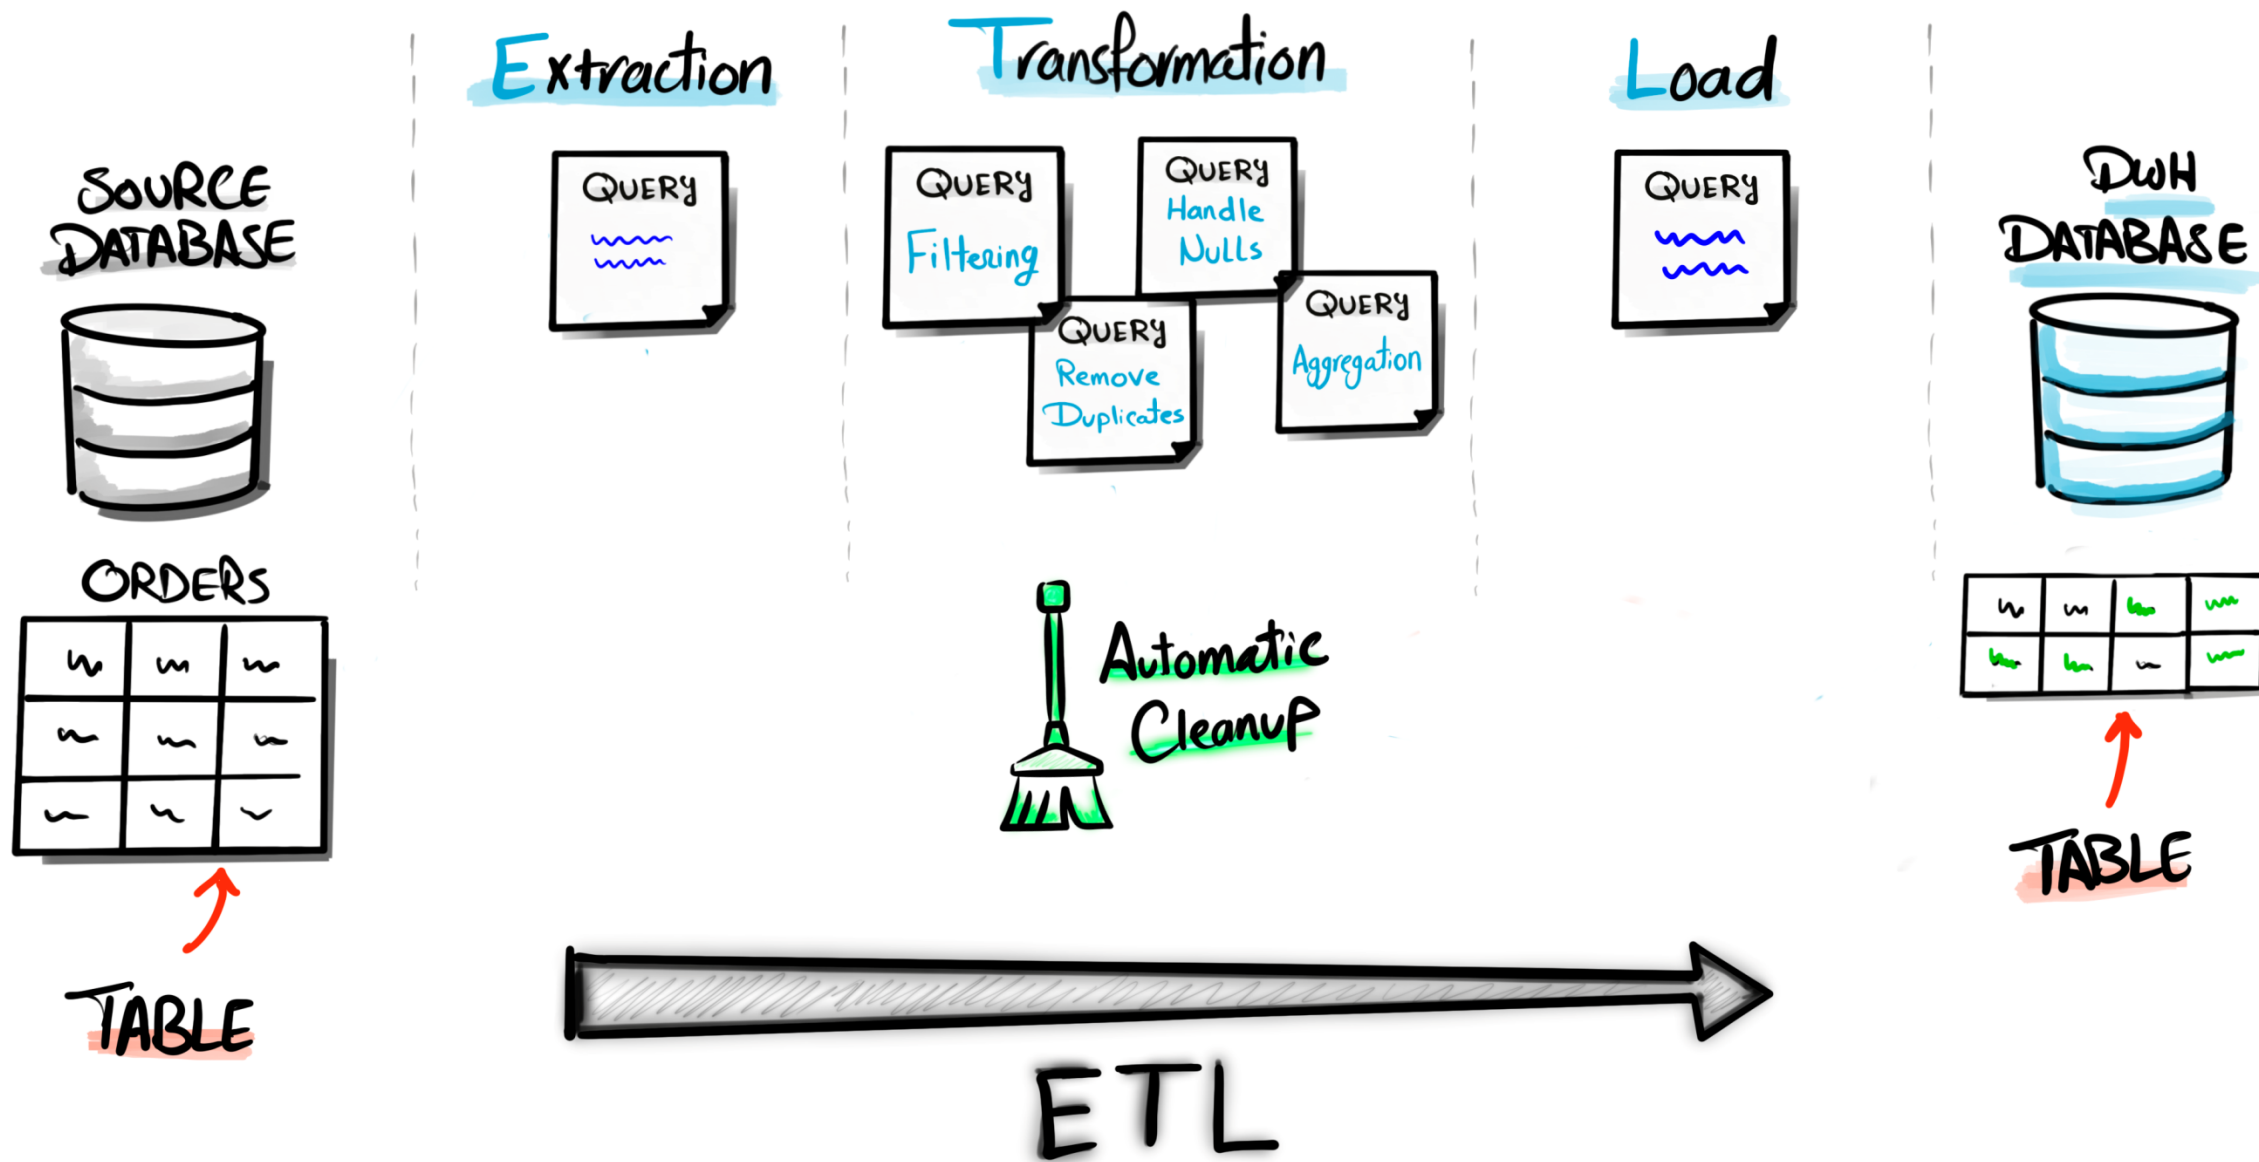 Extraction
Transformation
Load
SOURCE
DATABASE
QUERY
QUERY
Filtering
QUERY
Handle
Nulls
QUERY
Remove
Duplicates
QUERY
Aggregation
QUERY
DWH
DATABASE
ORDERS
Automatic
Cleanup
TABLE
TABLE
ETL